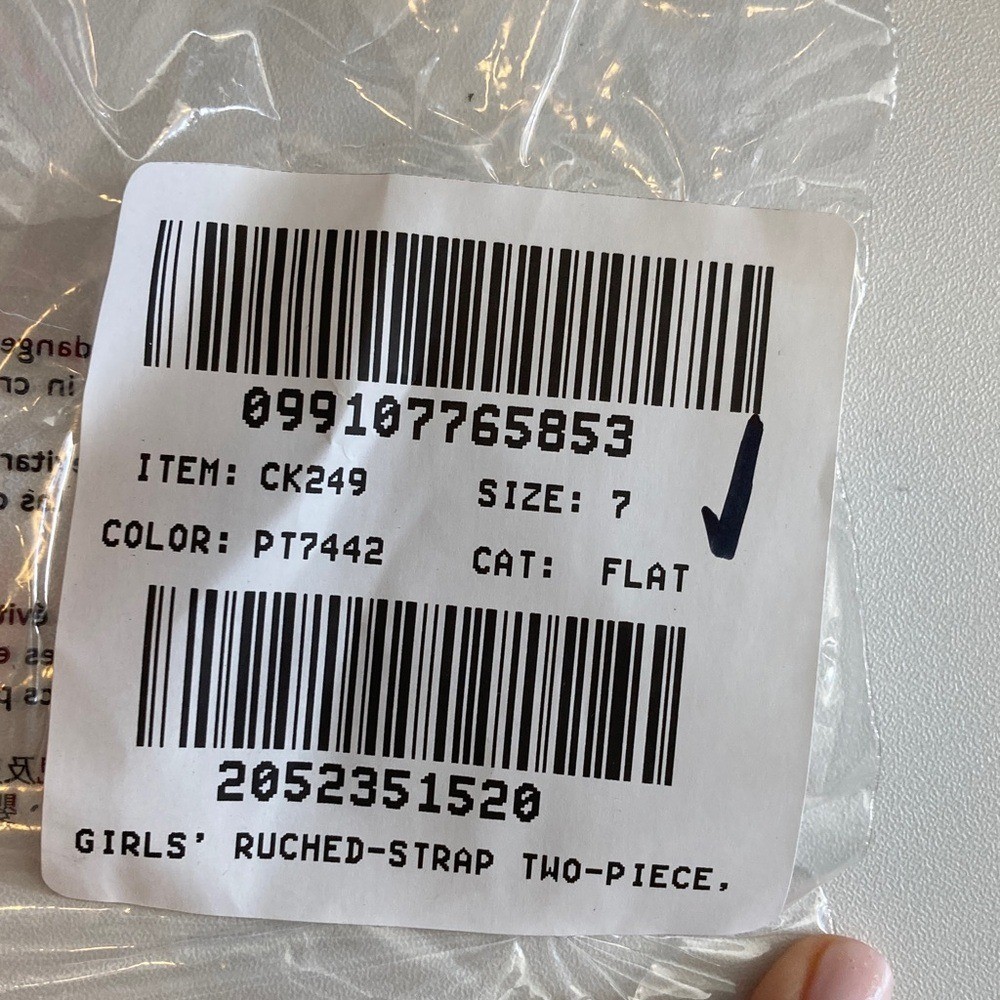 099107765853
ITEM: CK249 SIZE: 7
COLOR: PT7442 CAT: FLAT
2052351520
GIRLS' RUCHED-STRAP TWO-PIECE,